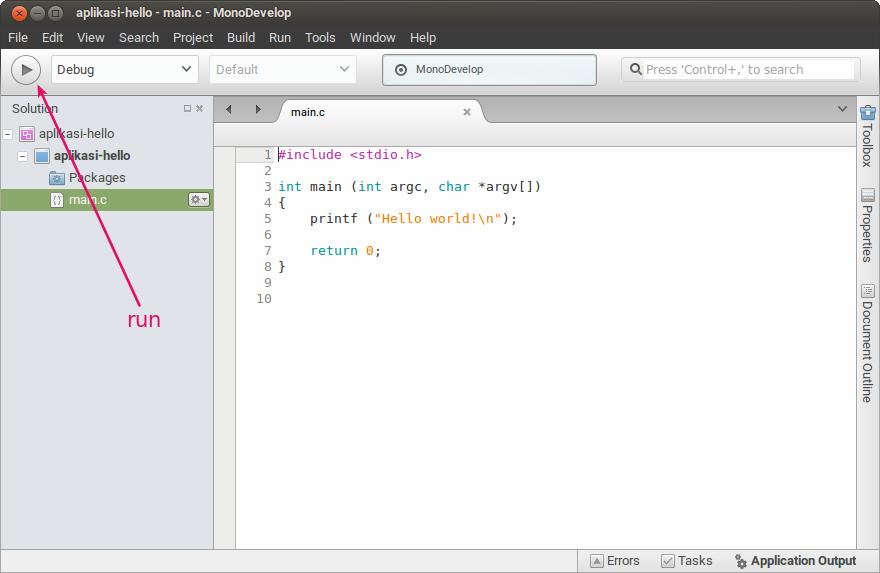 aplikasi-hello - main.c - MonoDevelop
File Edit View Search Project Build Run Tools Window Help
Debug Default MonoDevelop Press 'Control+,' to search
Solution
aplikasi-hello
aplikasi-hello
Packages
main.c
run
main.c
1 #include <stdio.h>
2
3 int main (int argc, char *argv[])
4 {
5     printf ("Hello world!\n");
6
7     return 0;
8 }
9
10
Toolbox
Properties
Document Outline
Errors Tasks Application Output